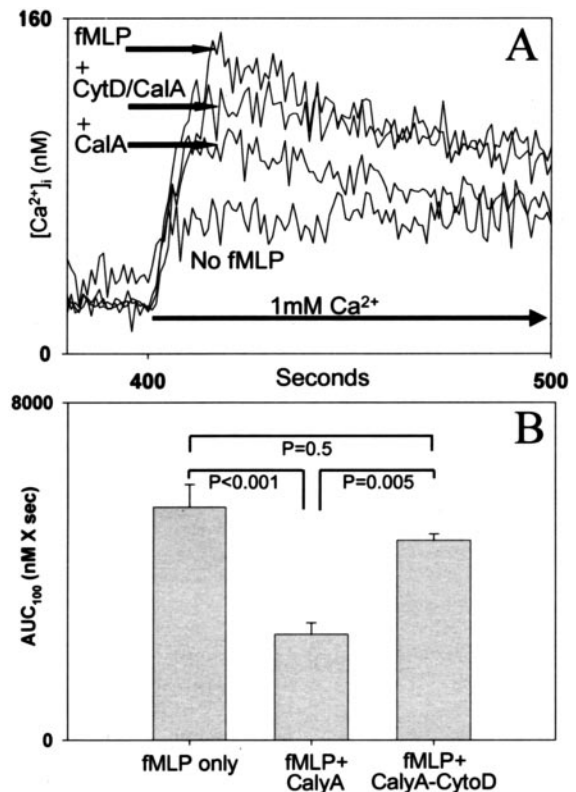 160
A
fMLP
+
CytD/CalA
+
CalA
[Ca²⁺]ᵢ (nM)
No fMLP
1mM Ca²⁺
0
400
Seconds
500
8000
B
P=0.5
P<0.001
P=0.005
AUC₁₀₀ (nM X sec)
0
fMLP only
fMLP+
CalyA
fMLP+
CalyA-CytoD